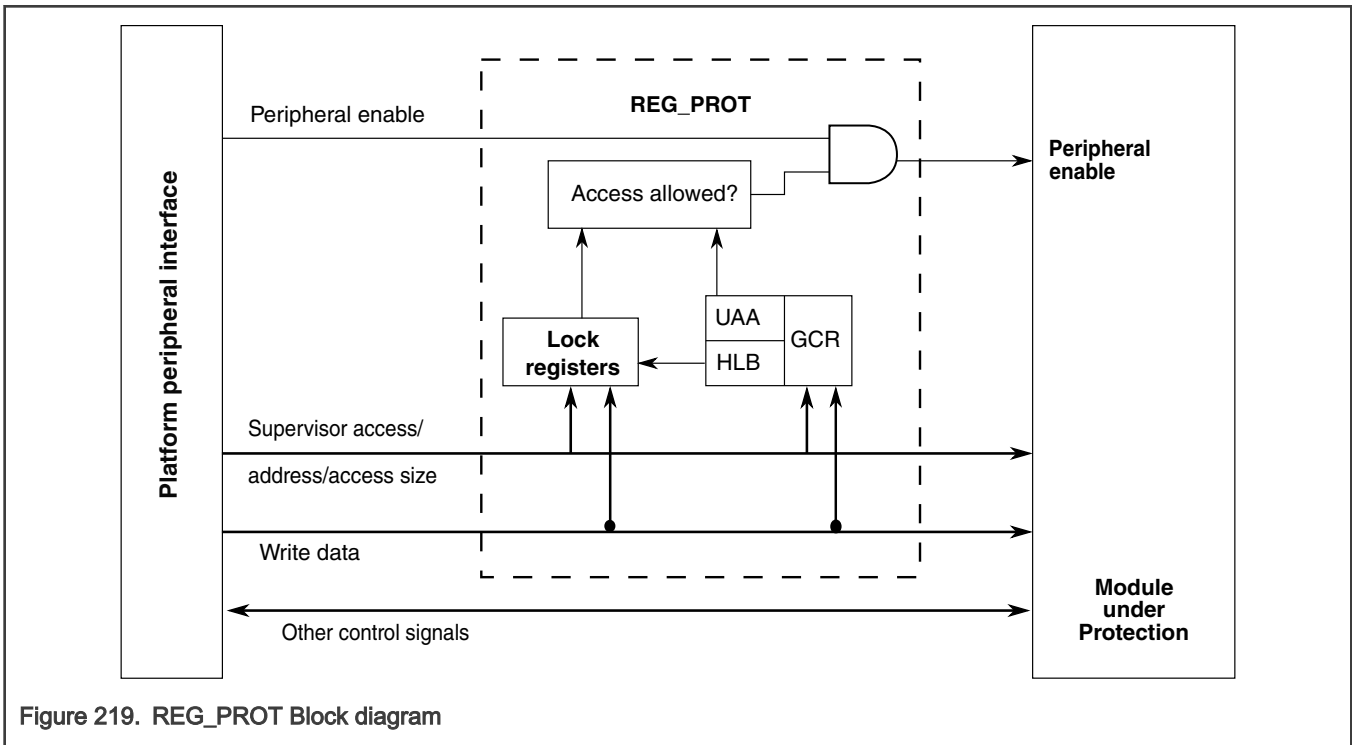 REG_PROT
Peripheral enable
Access allowed?
Peripheral
enable
Platform peripheral interface
UAA
HLB
GCR
Lock
registers
Supervisor access/
address/access size
Write data
Other control signals
Module
under
Protection
Figure 219. REG_PROT Block diagram